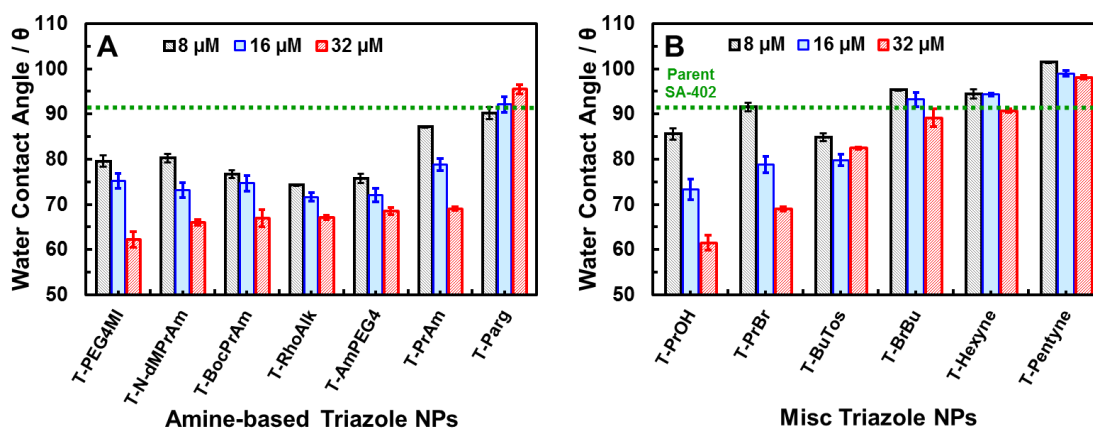 A
8 µM 16 µM 32 µM
Water Contact Angle / θ
110
100
90
80
70
60
50
T-PEG4MI
T-N-dMPrAm
T-BocPrAm
T-RhoAlk
T-AmPEG4
T-PrAm
T-Parg
Amine-based Triazole NPs
B
8 µM 16 µM 32 µM
Parent
SA-402
Water Contact Angle / θ
110
100
90
80
70
60
50
T-PrOH
T-PrBr
T-BuTos
T-BrBu
T-Hexyne
T-Pentyne
Misc Triazole NPs